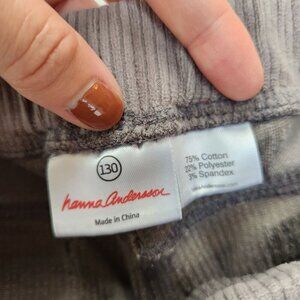 130
hanna Andersson
Made in China
75% Cotton
22% Polyester
3% Spandex